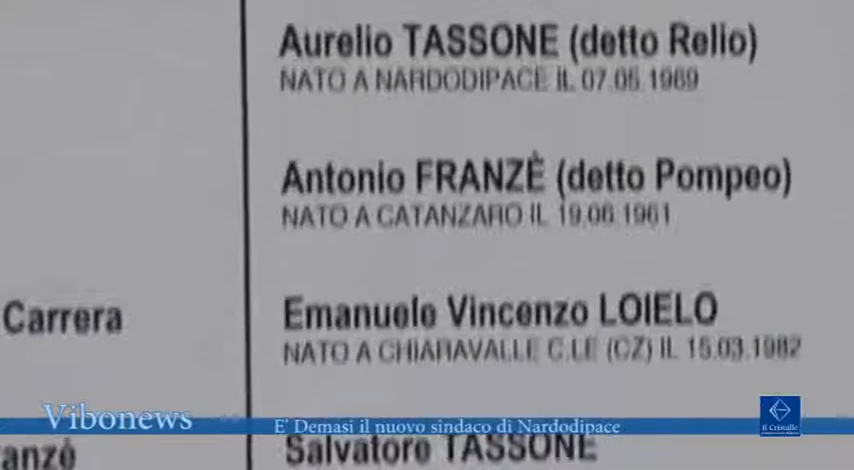 Aurelio TASSONE (detto Relio)
NATO A NARDODIPACE IL 07.05.1969
Antonio FRANZÈ (detto Pompeo)
NATO A CATANZARO IL 19.06.1961
Carrera
Emanuele Vincenzo LOIELO
NATO A CHIARAVALLE C.LE (CZ) IL 15.03.1982
Vibonews
E' Demasi il nuovo sindaco di Nardodipace
Il Cristallo
anzè
Salvatore TASSONE